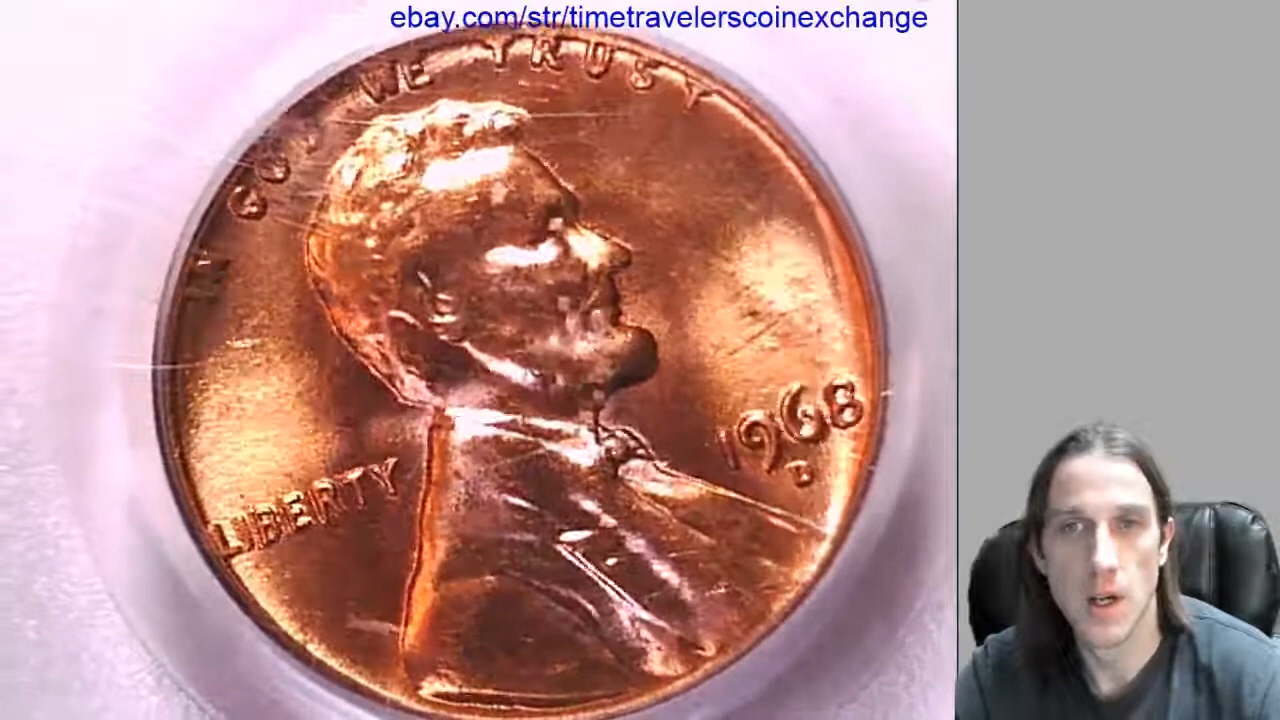 ebay.com/str/timetravelerscoinexchange
IN GOD WE TRUST
LIBERTY
1968
D